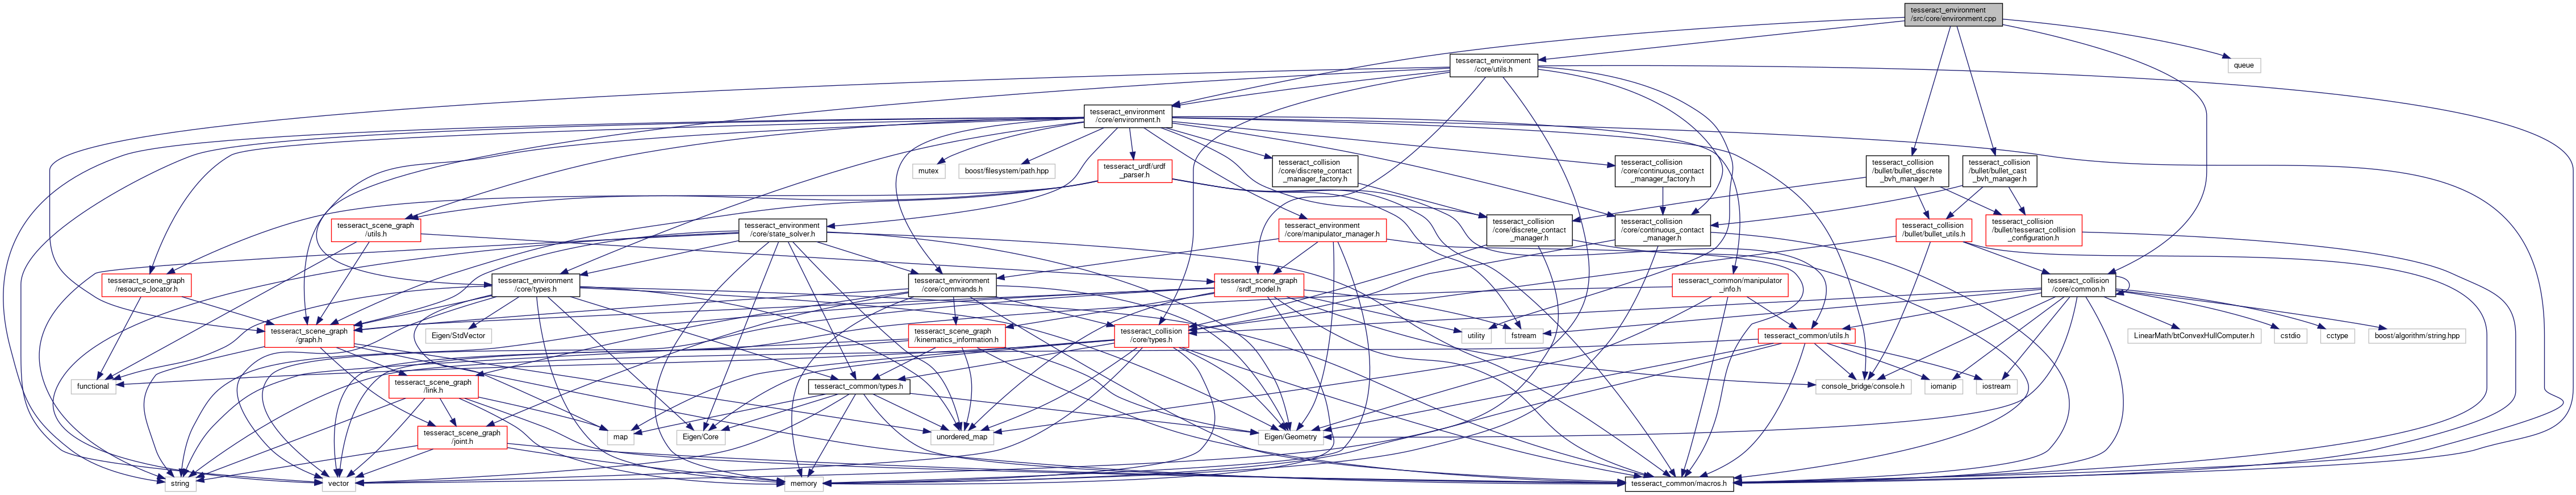 tesseract_environment
/src/core/environment.cpp
tesseract_environment
/core/utils.h
queue
tesseract_environment
/core/environment.h
mutex
boost/filesystem/path.hpp
tesseract_urdf/urdf
_parser.h
tesseract_collision
/core/discrete_contact
_manager_factory.h
tesseract_collision
/core/continuous_contact
_manager_factory.h
tesseract_collision
/bullet/bullet_discrete
_bvh_manager.h
tesseract_collision
/bullet/bullet_cast
_bvh_manager.h
tesseract_scene_graph
/utils.h
tesseract_environment
/core/state_solver.h
tesseract_environment
/core/manipulator_manager.h
tesseract_collision
/core/discrete_contact
_manager.h
tesseract_collision
/core/continuous_contact
_manager.h
tesseract_collision
/bullet/bullet_utils.h
tesseract_collision
/bullet/tesseract_collision
_configuration.h
tesseract_scene_graph
/resource_locator.h
tesseract_environment
/core/types.h
tesseract_environment
/core/commands.h
tesseract_scene_graph
/srdf_model.h
tesseract_common/manipulator
_info.h
tesseract_collision
/core/common.h
tesseract_scene_graph
/graph.h
Eigen/StdVector
tesseract_scene_graph
/kinematics_information.h
tesseract_collision
/core/types.h
utility
fstream
tesseract_common/utils.h
LinearMath/btConvexHullComputer.h
cstdio
cctype
boost/algorithm/string.hpp
functional
tesseract_scene_graph
/link.h
tesseract_common/types.h
console_bridge/console.h
iomanip
iostream
tesseract_scene_graph
/joint.h
map
Eigen/Core
unordered_map
Eigen/Geometry
string
vector
memory
tesseract_common/macros.h